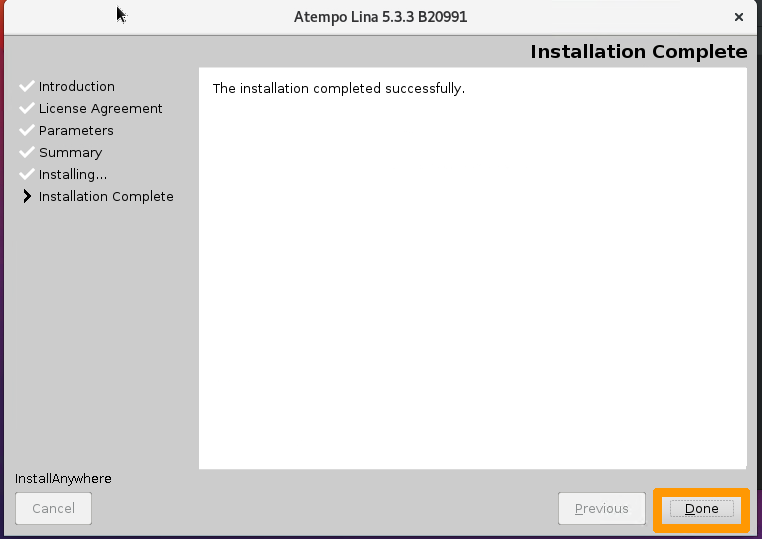 Atempo Lina 5.3.3 B20991
Installation Complete
Introduction
License Agreement
Parameters
Summary
Installing...
Installation Complete
The installation completed successfully.
InstallAnywhere
Cancel
Previous
Done